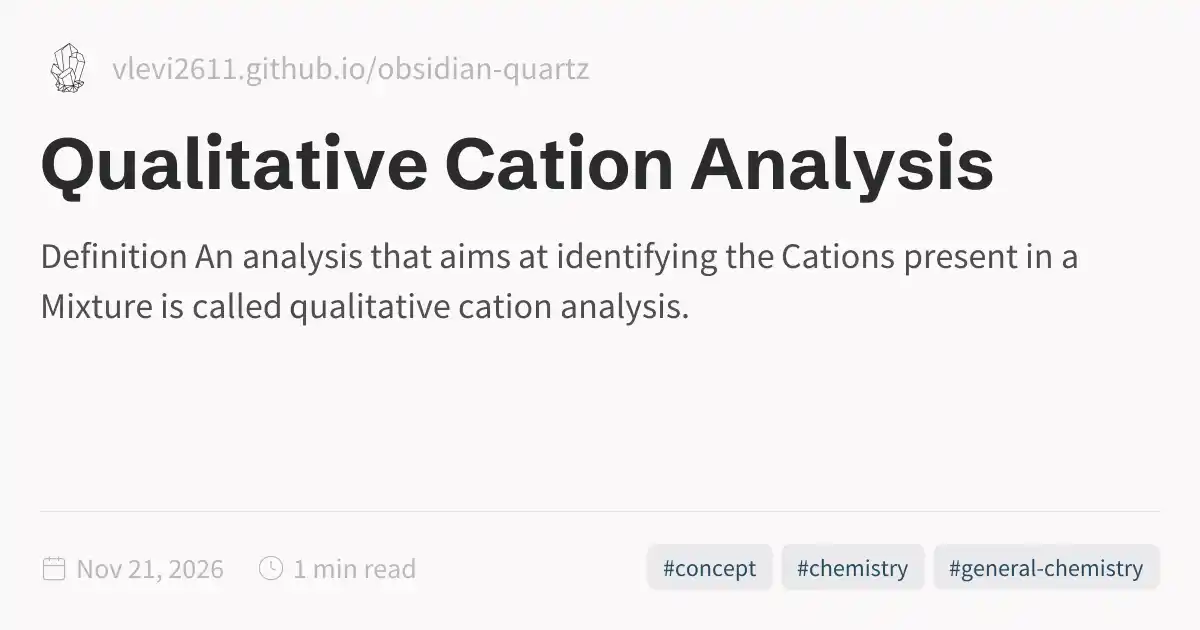 vlevi2611.github.io/obsidian-quartz
Qualitative Cation Analysis
Definition An analysis that aims at identifying the Cations present in a
Mixture is called qualitative cation analysis.
Nov 21, 2026 1 min read #concept #chemistry #general-chemistry